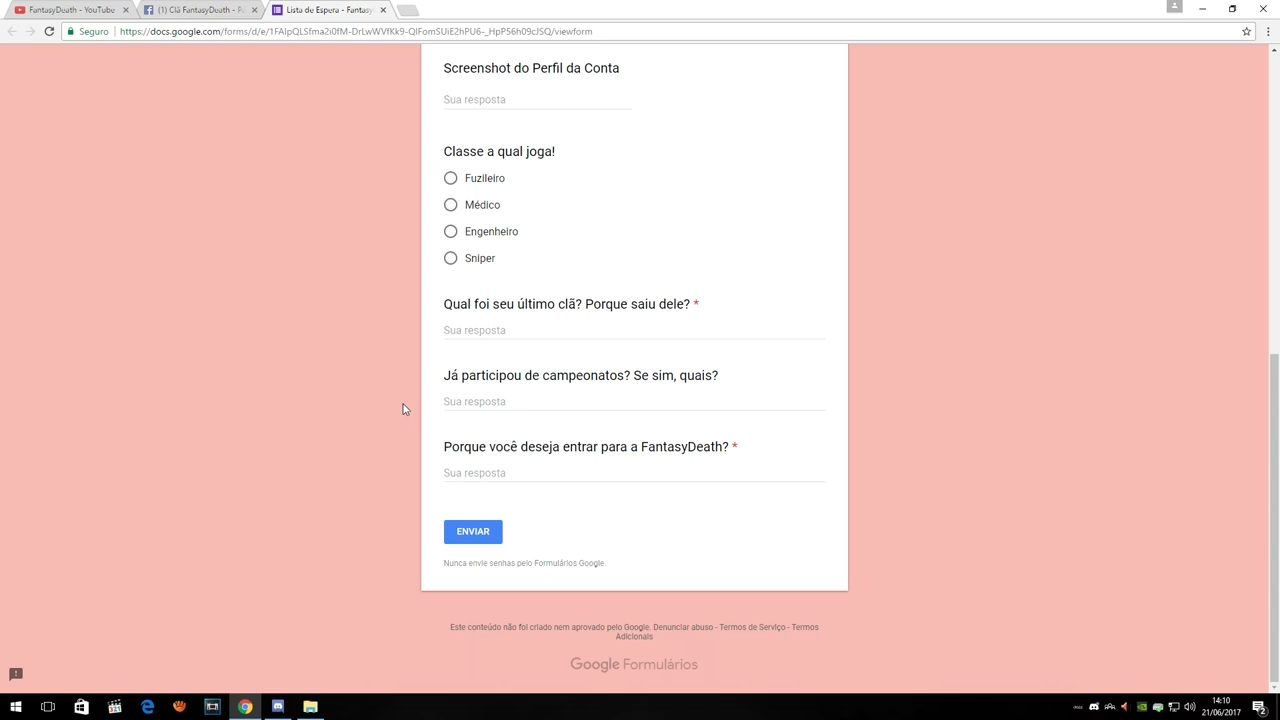 FantasyDeath - YouTube
(1) Clã FantasyDeath -
Lista de Espera - Fantasy
Seguro
https://docs.google.com/forms/d/e/1FAIpQLSfma2i0fM-DrLwWVfKk9-QIFomSUiE2hPU6-_HpP56h09cJSQ/viewform
Screenshot do Perfil da Conta
Sua resposta
Classe a qual joga!
Fuzileiro
Médico
Engenheiro
Sniper
Qual foi seu último clã? Porque saiu dele? *
Sua resposta
Já participou de campeonatos? Se sim, quais?
Sua resposta
Porque você deseja entrar para a FantasyDeath? *
Sua resposta
ENVIAR
Nunca envie senhas pelo Formulários Google.
Este conteúdo não foi criado nem aprovado pelo Google. Denunciar abuso - Termos de Serviço - Termos
Adicionais
Google Formulários
14:10
21/06/2017
2